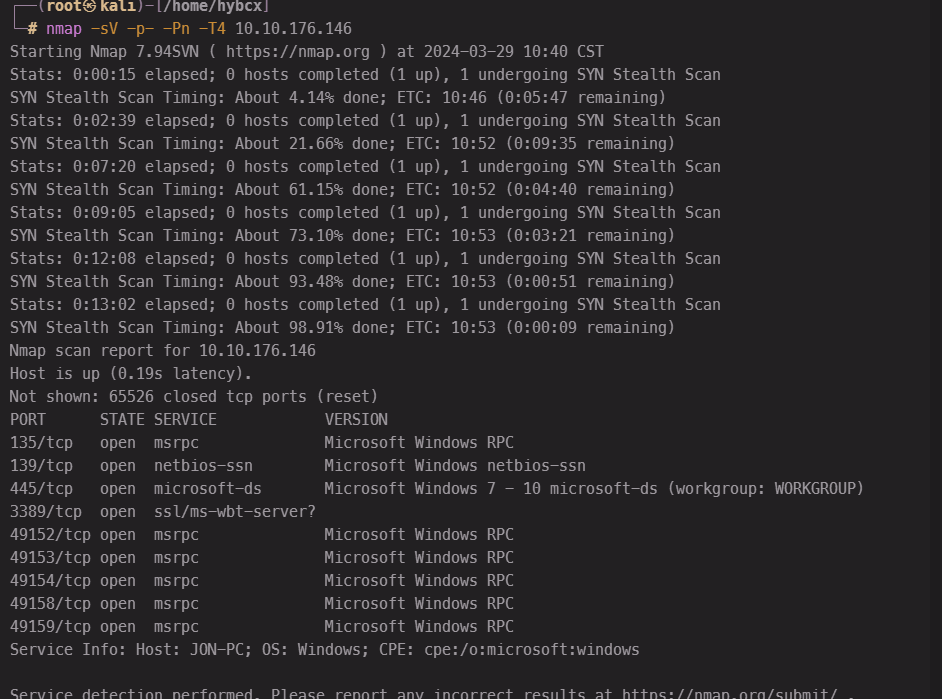 ┌──(root㉿kali)-[/home/hybcx]
└─# nmap -sV -p- -Pn -T4 10.10.176.146
Starting Nmap 7.94SVN ( https://nmap.org ) at 2024-03-29 10:40 CST
Stats: 0:00:15 elapsed; 0 hosts completed (1 up), 1 undergoing SYN Stealth Scan
SYN Stealth Scan Timing: About 4.14% done; ETC: 10:46 (0:05:47 remaining)
Stats: 0:02:39 elapsed; 0 hosts completed (1 up), 1 undergoing SYN Stealth Scan
SYN Stealth Scan Timing: About 21.66% done; ETC: 10:52 (0:09:35 remaining)
Stats: 0:07:20 elapsed; 0 hosts completed (1 up), 1 undergoing SYN Stealth Scan
SYN Stealth Scan Timing: About 61.15% done; ETC: 10:52 (0:04:40 remaining)
Stats: 0:09:05 elapsed; 0 hosts completed (1 up), 1 undergoing SYN Stealth Scan
SYN Stealth Scan Timing: About 73.10% done; ETC: 10:53 (0:03:21 remaining)
Stats: 0:12:08 elapsed; 0 hosts completed (1 up), 1 undergoing SYN Stealth Scan
SYN Stealth Scan Timing: About 93.48% done; ETC: 10:53 (0:00:51 remaining)
Stats: 0:13:02 elapsed; 0 hosts completed (1 up), 1 undergoing SYN Stealth Scan
SYN Stealth Scan Timing: About 98.91% done; ETC: 10:53 (0:00:09 remaining)
Nmap scan report for 10.10.176.146
Host is up (0.19s latency).
Not shown: 65526 closed tcp ports (reset)
PORT      STATE SERVICE            VERSION
135/tcp   open  msrpc              Microsoft Windows RPC
139/tcp   open  netbios-ssn        Microsoft Windows netbios-ssn
445/tcp   open  microsoft-ds       Microsoft Windows 7 - 10 microsoft-ds (workgroup: WORKGROUP)
3389/tcp  open  ssl/ms-wbt-server?
49152/tcp open  msrpc              Microsoft Windows RPC
49153/tcp open  msrpc              Microsoft Windows RPC
49154/tcp open  msrpc              Microsoft Windows RPC
49158/tcp open  msrpc              Microsoft Windows RPC
49159/tcp open  msrpc              Microsoft Windows RPC
Service Info: Host: JON-PC; OS: Windows; CPE: cpe:/o:microsoft:windows
Service detection performed. Please report any incorrect results at https://nmap.org/submit/ .